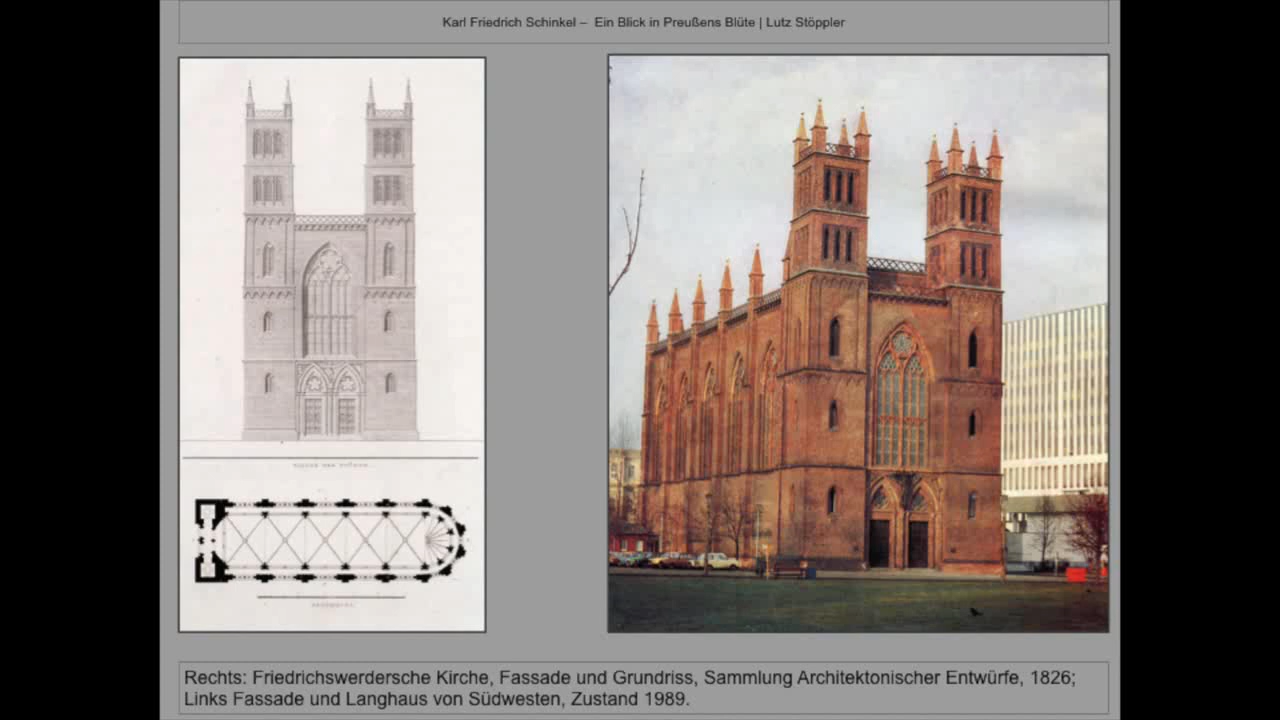 Karl Friedrich Schinkel – Ein Blick in Preußens Blüte | Lutz Stöppler
Rechts: Friedrichswerdersche Kirche, Fassade und Grundriss, Sammlung Architektonischer Entwürfe, 1826;
Links Fassade und Langhaus von Südwesten, Zustand 1989.